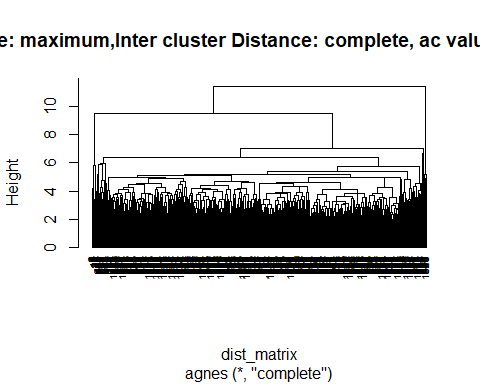 e: maximum,Inter cluster Distance: complete, ac valu
Height
10
8
6
4
2
0
dist_matrix
agnes (*, "complete")